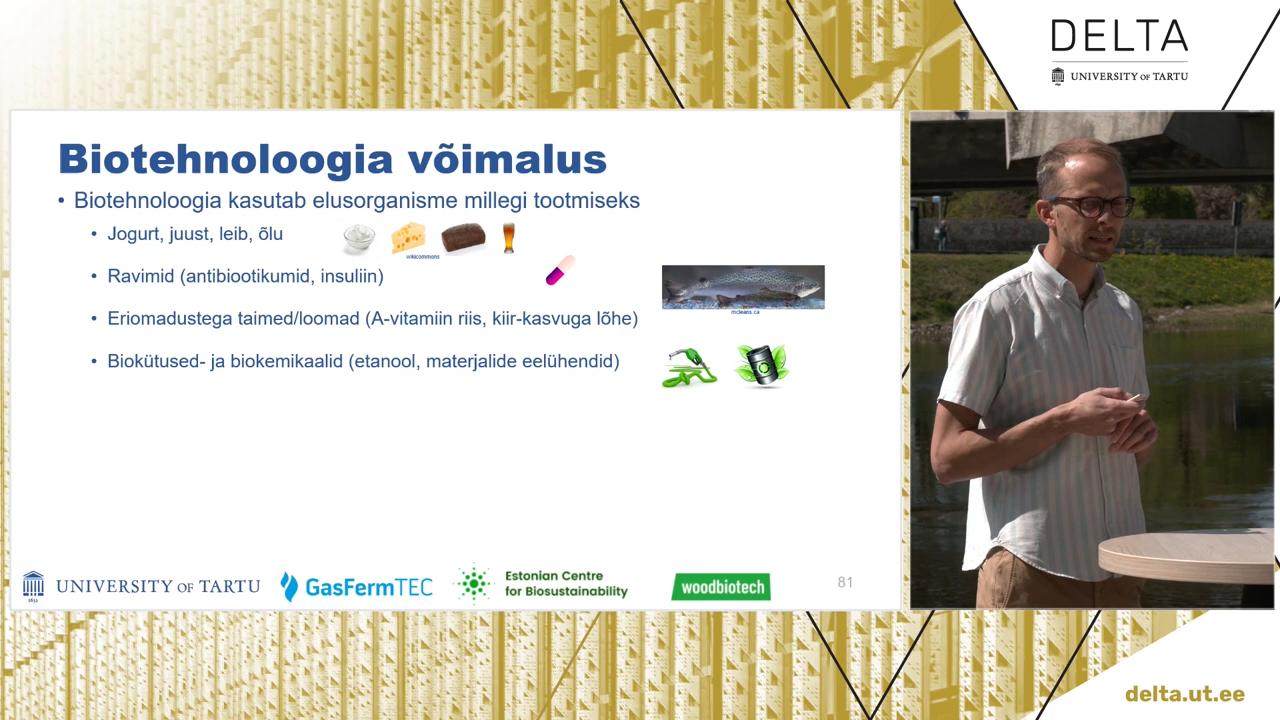 DELTA
UNIVERSITY OF TARTU
Biotehnoloogia võimalus
• Biotehnoloogia kasutab elusorganisme millegi tootmiseks
• Jogurt, juust, leib, õlu
wikicommons
• Ravimid (antibiootikumid, insuliin)
mcleans.ca
• Eriomadustega taimed/loomad (A-vitamiin riis, kiir-kasvuga lõhe)
• Biokütused- ja biokemikaalid (etanool, materjalide eelühendid)
1632
UNIVERSITY OF TARTU
GasFermTEC
Estonian Centre
for Biosustainability
woodbiotech
81
delta.ut.ee